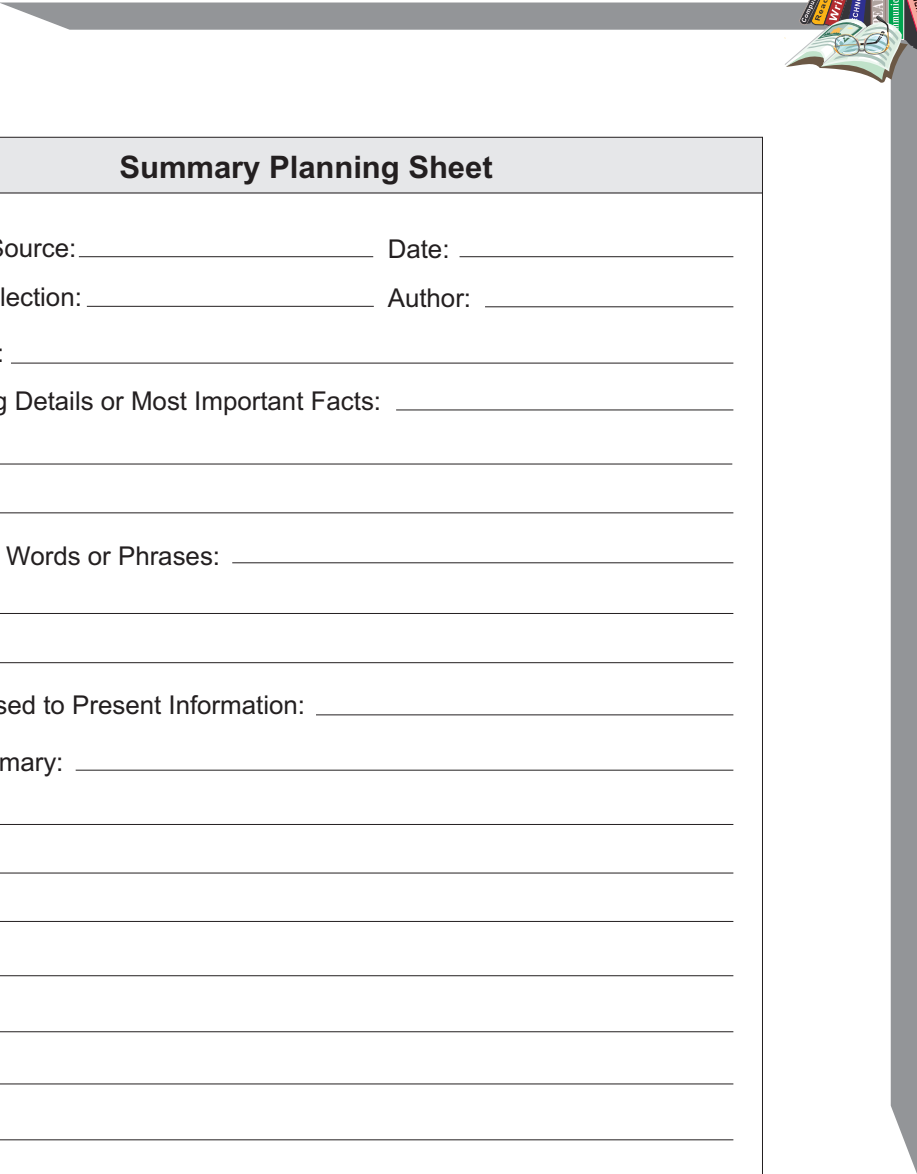 Summary Planning Sheet
Source: Date:
lection: Author:
:
g Details or Most Important Facts:
Words or Phrases:
sed to Present Information:
mary: